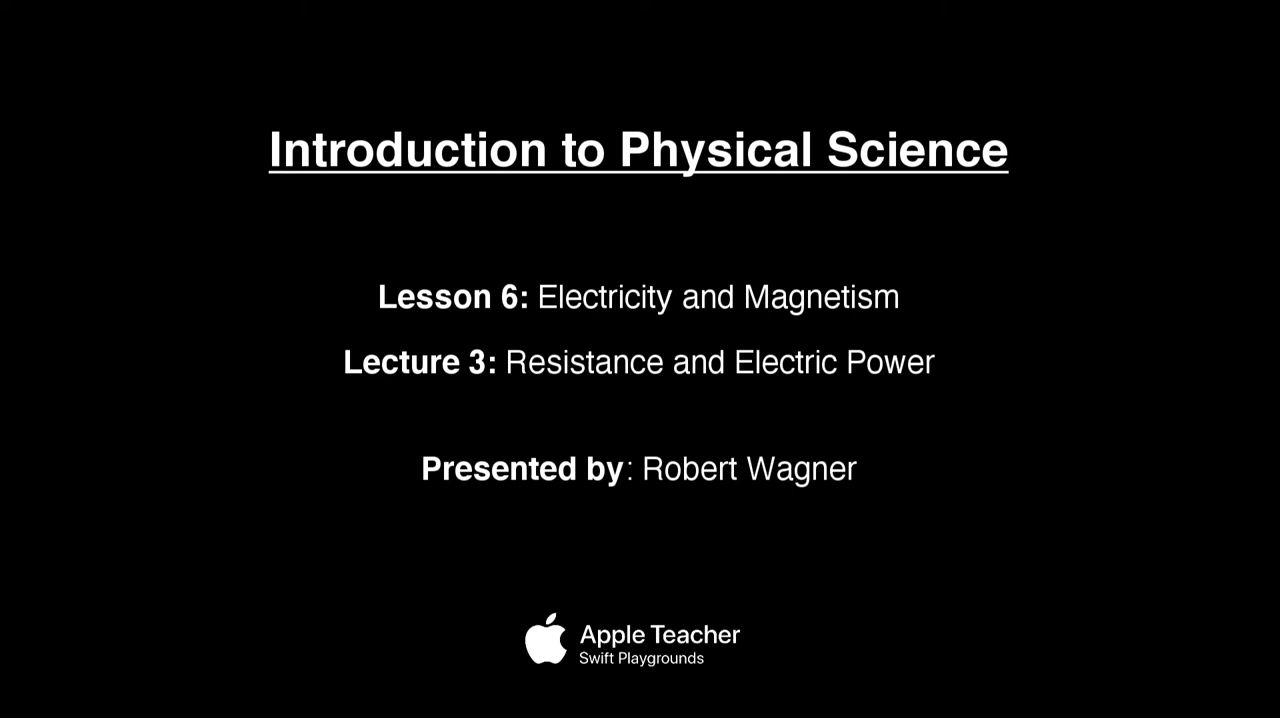 Introduction to Physical Science
Lesson 6: Electricity and Magnetism
Lecture 3: Resistance and Electric Power
Presented by: Robert Wagner
Apple Teacher
Swift Playgrounds